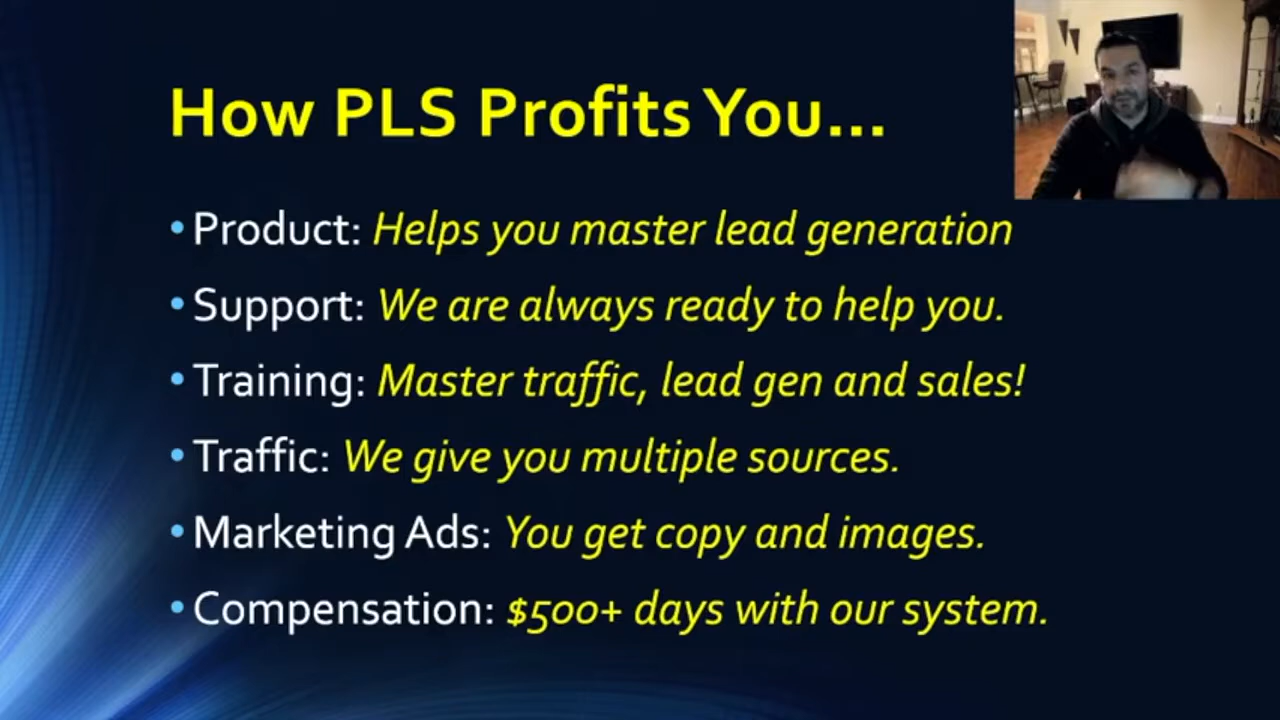 How PLS Profits You...
• Product: Helps you master lead generation
• Support: We are always ready to help you.
• Training: Master traffic, lead gen and sales!
• Traffic: We give you multiple sources.
• Marketing Ads: You get copy and images.
• Compensation: $500+ days with our system.